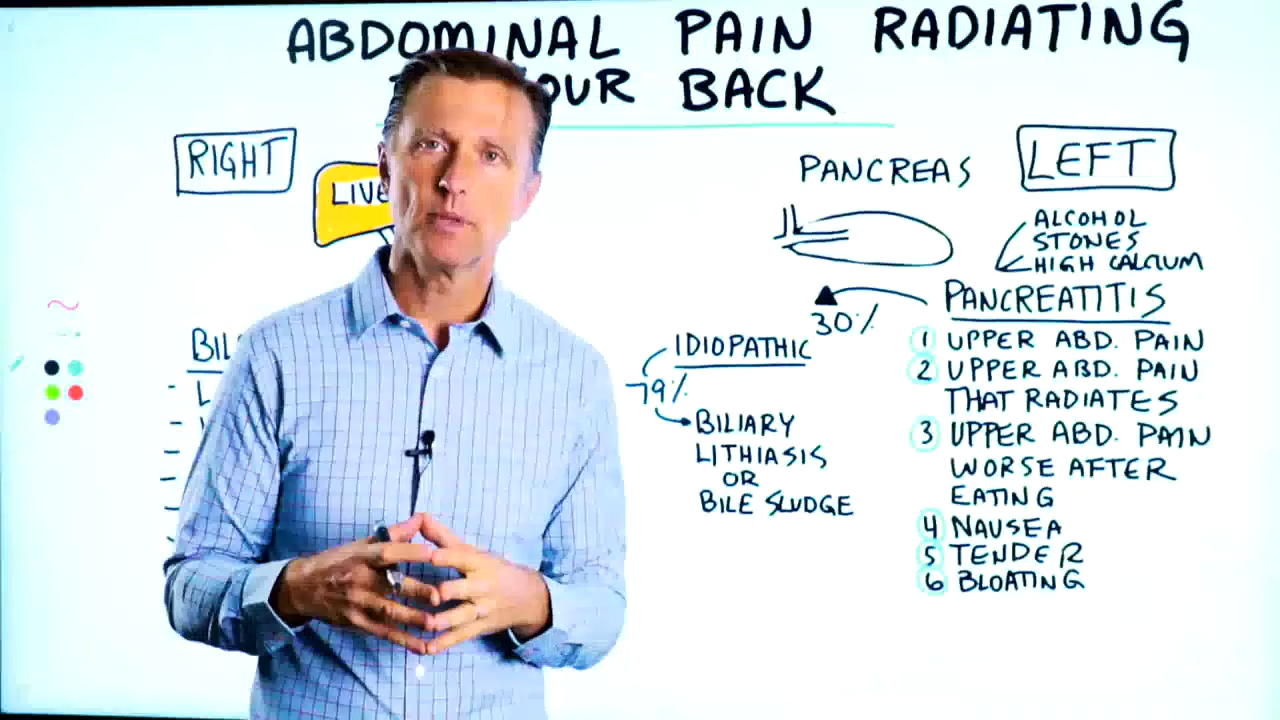 ABDOMINAL PAIN RADIATING
BACK
RIGHT
PANCREAS
LEFT
ALCOHOL
STONES
HIGH CALCIUM
PANCREATITIS
30%
1 UPPER ABD. PAIN
2 UPPER ABD. PAIN
THAT RADIATES
3 UPPER ABD. PAIN
WORSE AFTER
EATING
4 NAUSEA
5 TENDER
6 BLOATING
IDIOPATHIC
79%
BILIARY
LITHIASIS
OR
BILE SLUDGE